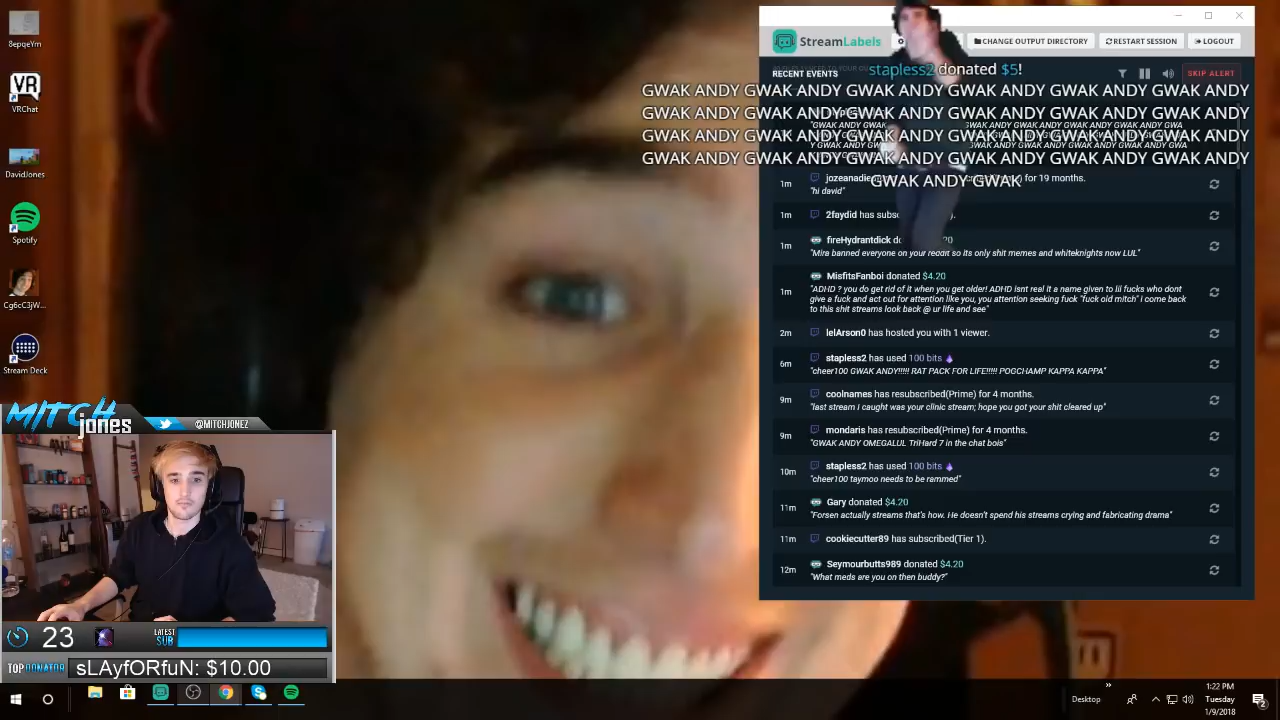 8epqeYm
VRChat
DavidJones
Spotify
Cg6cC3jW...
Stream Deck
StreamLabels
CHANGE OUTPUT DIRECTORY
RESTART SESSION
LOGOUT
RECENT EVENTS
SKIP ALERT
stapless2 donated $5!
GWAK ANDY GWAK ANDY GWAK ANDY GWAK ANDY GWAK ANDY GWAK ANDY
GWAK ANDY GWAK ANDY GWAK ANDY GWAK ANDY GWAK ANDY GWAK ANDY
GWAK ANDY GWAK ANDY GWAK ANDY GWAK ANDY GWAK ANDY GWAK ANDY
GWAK ANDY GWAK ANDY GWAK ANDY GWAK ANDY GWAK ANDY GWAK ANDY
GWAK ANDY GWAK
1m
for 19 months.
"hi david"
1m
2faydid has subsc
1m
fireHydrantdick do
20
"Mira banned everyone on your reddit so its only shit memes and whiteknights now LUL"
1m
MisfitsFanboi donated $4.20
"ADHD ? you do get rid of it when you get older! ADHD isnt real it a name given to lil fucks who dont
give a fuck and act out for attention like you, you attention seeking fuck "fuck old mitch" i come back
to this shit streams look back @ ur life and see"
2m
lelArson0 has hosted you with 1 viewer.
6m
stapless2 has used 100 bits
"cheer100 GWAK ANDY!!!!! RAT PACK FOR LIFE!!!!! POGCHAMP KAPPA KAPPA"
9m
coolnames has resubscribed(Prime) for 4 months.
"last stream I caught was your clinic stream; hope you got your shit cleared up"
9m
mondaris has resubscribed(Prime) for 4 months.
"GWAK ANDY OMEGALUL TriHard 7 in the chat bois"
10m
stapless2 has used 100 bits
"cheer100 taymoo needs to be rammed"
11m
Gary donated $4.20
"Forsen actually streams that's how. He doesn't spend his streams crying and fabricating drama"
11m
cookiecutter89 has subscribed(Tier 1).
12m
Seymourbutts989 donated $4.20
"What meds are you on then buddy?"
MITCH
jones
@MITCHJONEZ
23
LATEST
SUB
TOP DONATOR
sLAyfORfuN: $10.00
Desktop
»
1:22 PM
Tuesday
1/9/2018
2